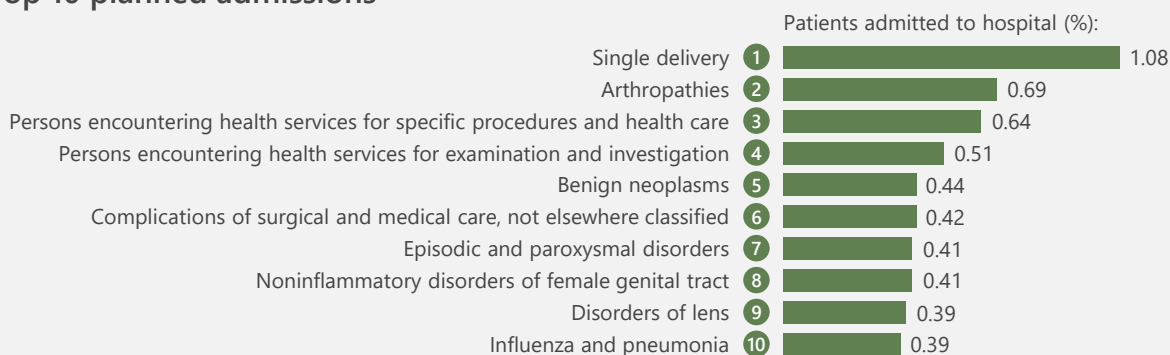 planned admissions
Patients admitted to hospital (%):
Single delivery 1 1.08
Arthropathies 2 0.69
Persons encountering health services for specific procedures and health care 3 0.64
Persons encountering health services for examination and investigation 4 0.51
Benign neoplasms 5 0.44
Complications of surgical and medical care, not elsewhere classified 6 0.42
Episodic and paroxysmal disorders 7 0.41
Noninflammatory disorders of female genital tract 8 0.41
Disorders of lens 9 0.39
Influenza and pneumonia 10 0.39